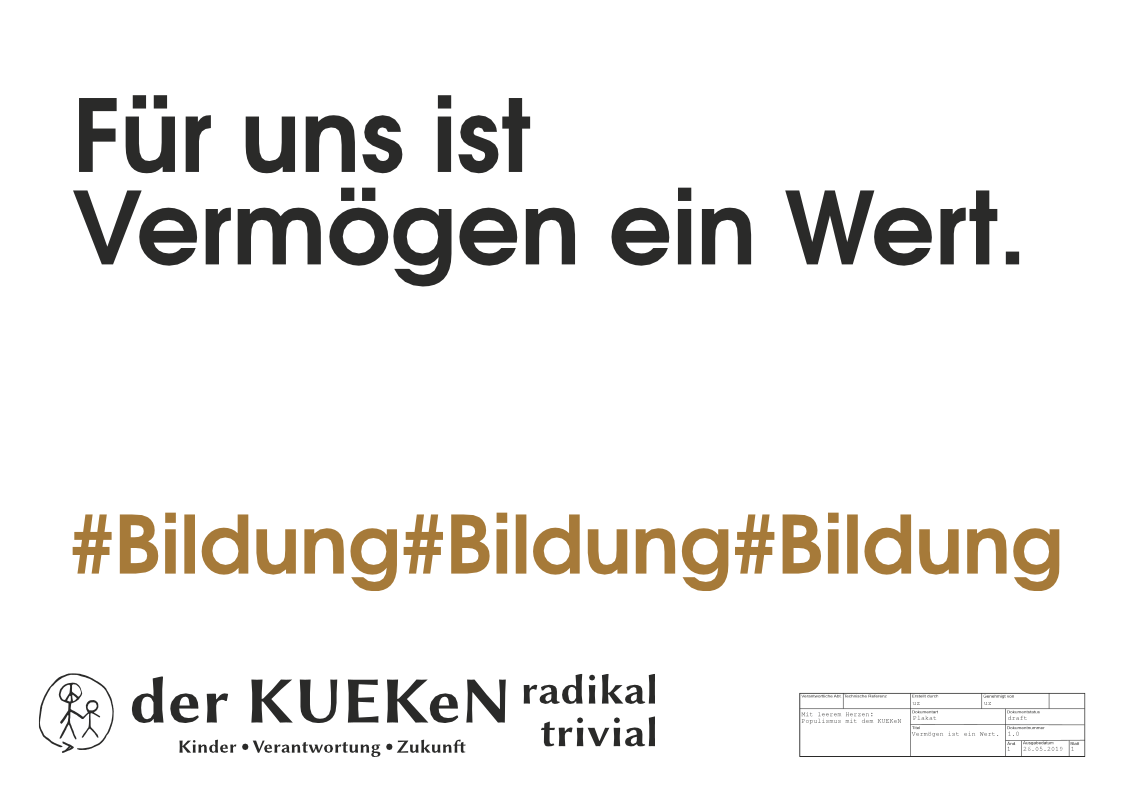 Für uns ist
Vermögen ein Wert.
#Bildung#Bildung#Bildung
der KUEKeN
radikal
trivial
Kinder • Verantwortung • Zukunft
Verantwortliche Abt. Technische Referenz Erstellt durch Genehmigt von
uz uz
Mit leerem Herzen:
Populismus mit dem KUEKeN
Dokumentart Dokumentstatus
Plakat draft
Titel Dokumentnummer
Vermögen ist ein Wert. 1.0
Änd Ausgabedatum Blatt
1 26.05.2019 1